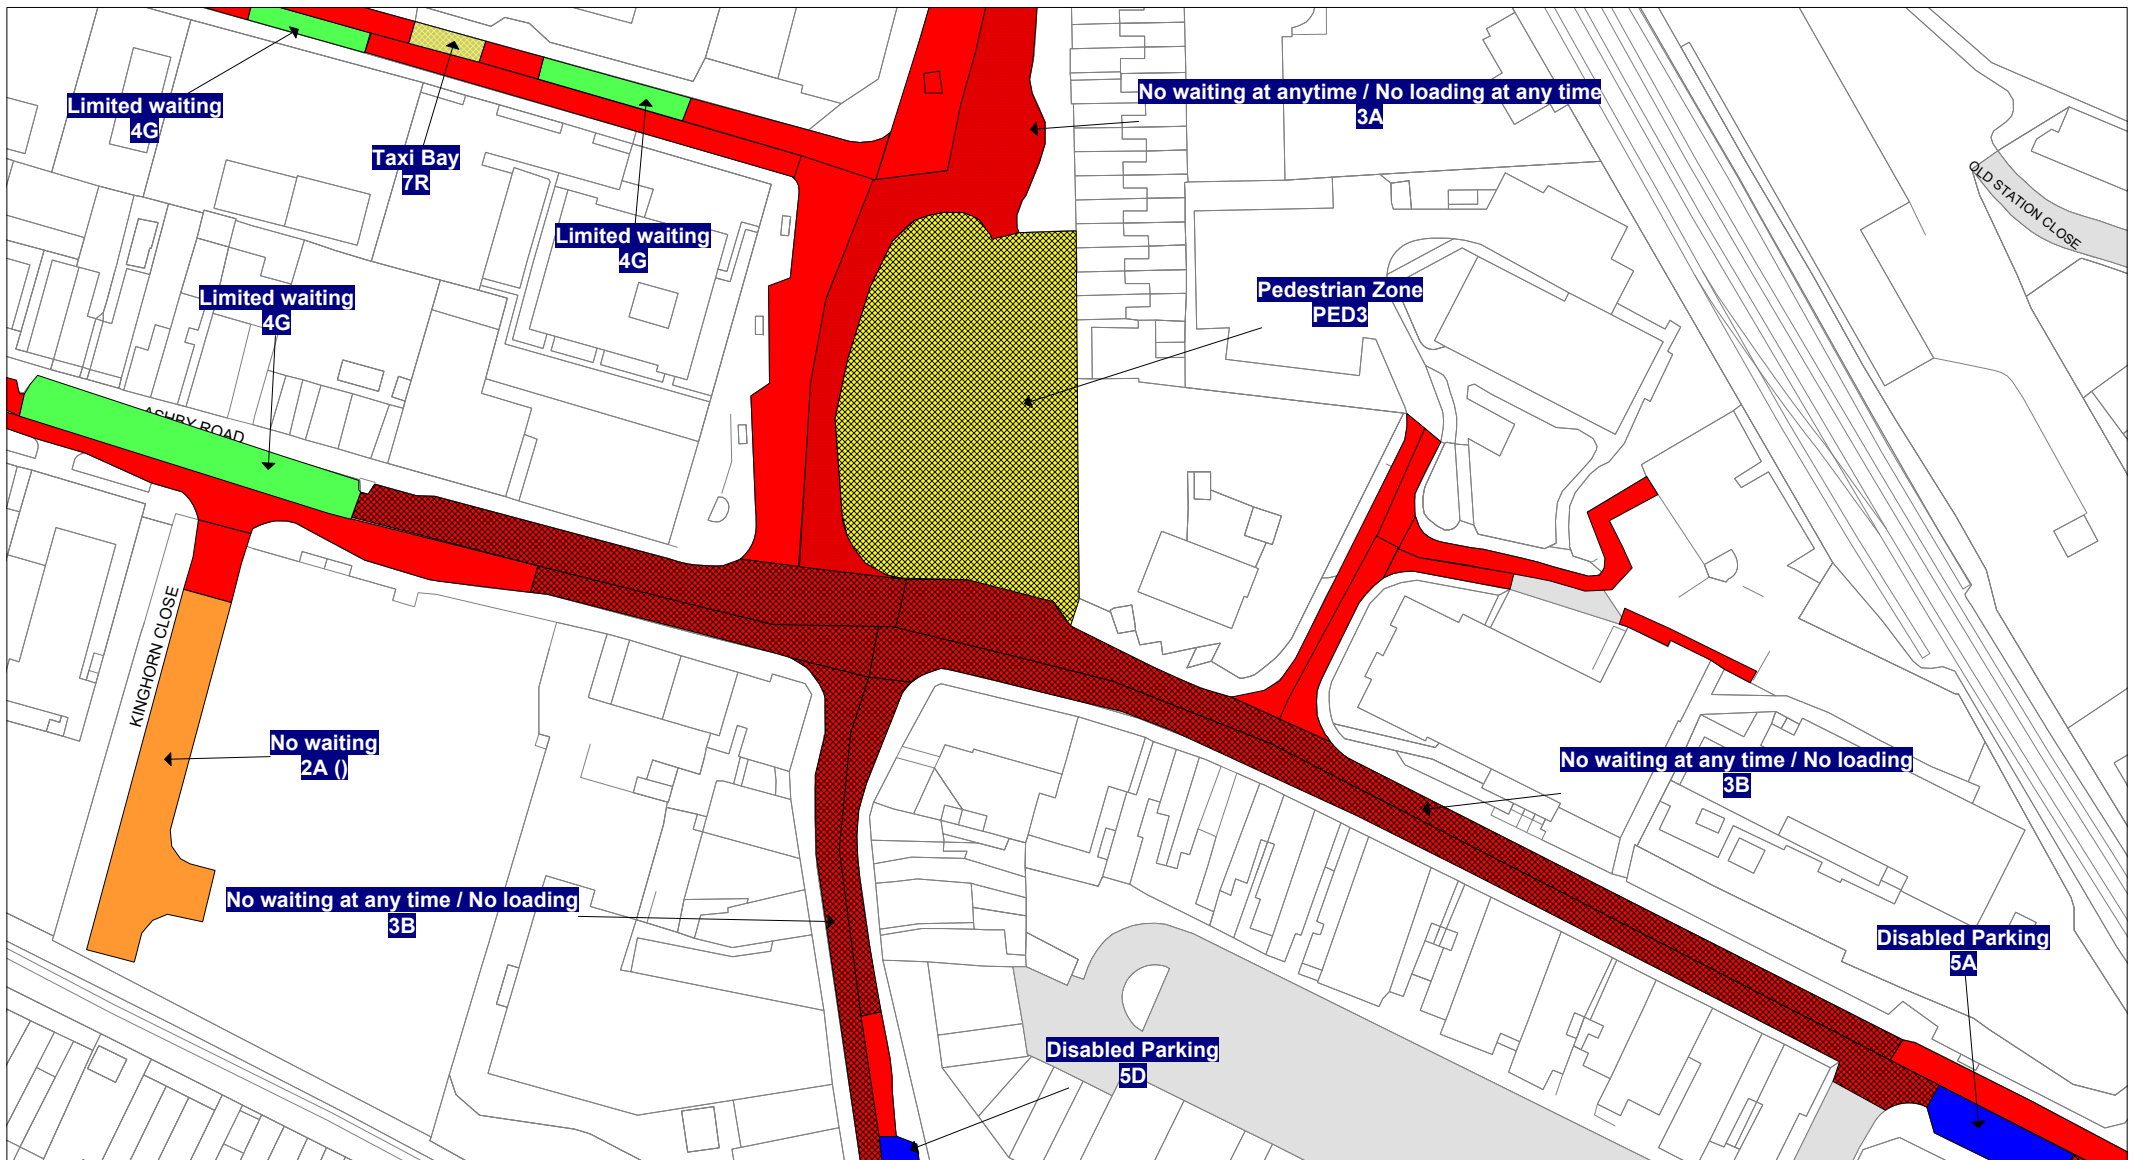 Limited waiting
4G
Taxi Bay
7R
No waiting at anytime / No loading at any time
3A
OLD STATION CLOSE
Limited waiting
4G
Limited waiting
4G
Pedestrian Zone
PED3
ASHBY ROAD
KINGHORN CLOSE
No waiting
2A ()
No waiting at any time / No loading
3B
No waiting at any time / No loading
3B
Disabled Parking
5A
Disabled Parking
5D